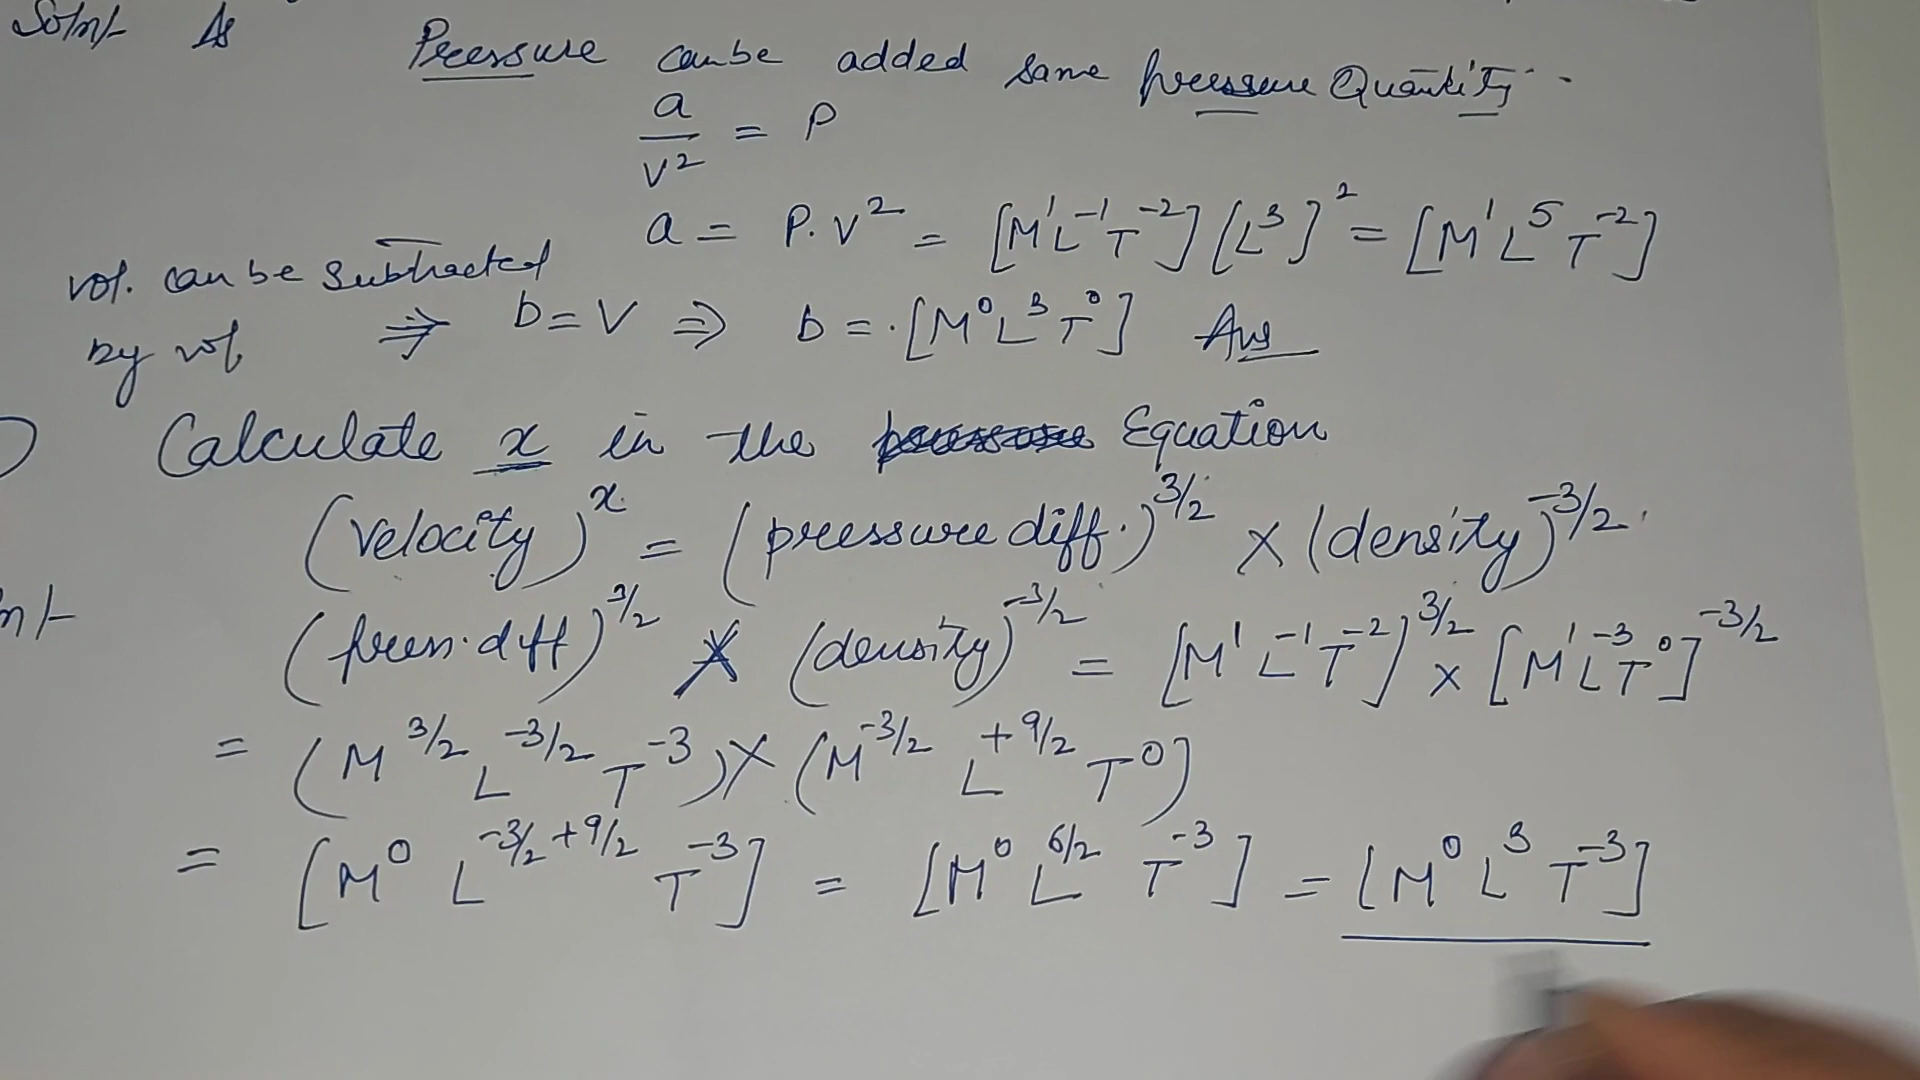 Soln/- As
Pressure can be added same pressure Quantity..
a/V² = P
a = P.V² = [M¹L⁻¹T⁻²][L³]² = [M¹L⁵T⁻²]
vol. can be subtracted
by vol. ⇒ b = V ⇒ b = [M⁰L³T⁰] Ans
Calculate x in the Equation
(velocity)ˣ = (pressure diff.)^3/2 × (density)^-3/2
n/- (pres. diff)^3/2 × (density)^-3/2 = [M¹L⁻¹T⁻²]^3/2 × [M¹L⁻³T⁰]^-3/2
= (M^3/2 L^-3/2 T^-3) × (M^-3/2 L^+9/2 T⁰)
= [M⁰ L^-3/2+9/2 T^-3] = [M⁰ L^6/2 T^-3] = [M⁰ L³ T^-3]